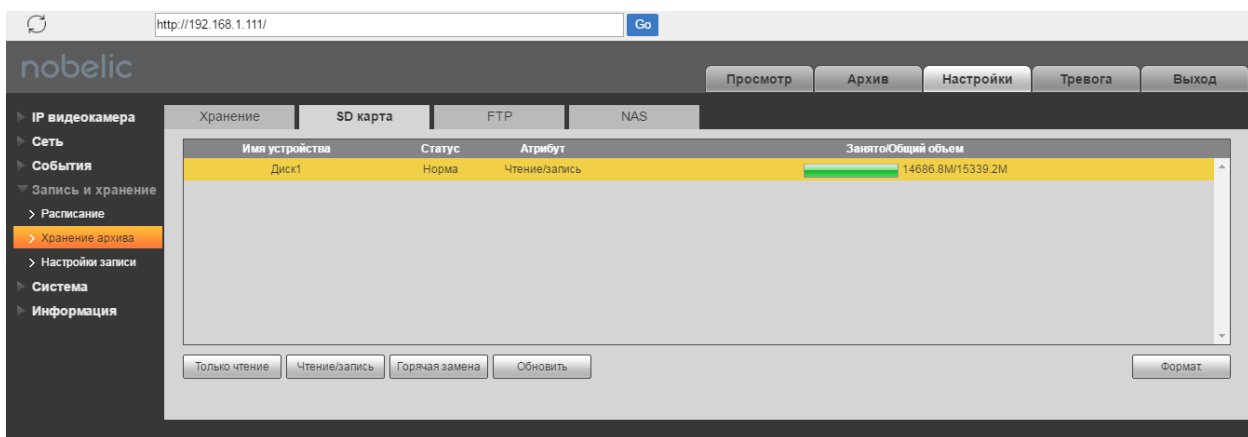 http://192.168.1.111/ Go
nobelic
Просмотр Архив Настройки Тревога Выход
IP видеокамера
Сеть
События
Запись и хранение
Расписание
Хранение архива
Настройки записи
Система
Информация
Хранение SD карта FTP NAS
Имя устройства Статус Атрибут Занято/Общий объем
Диск1 Норма Чтение/запись 14686.8M/15339.2M
Только чтение Чтение/запись Горячая замена Обновить Формат.